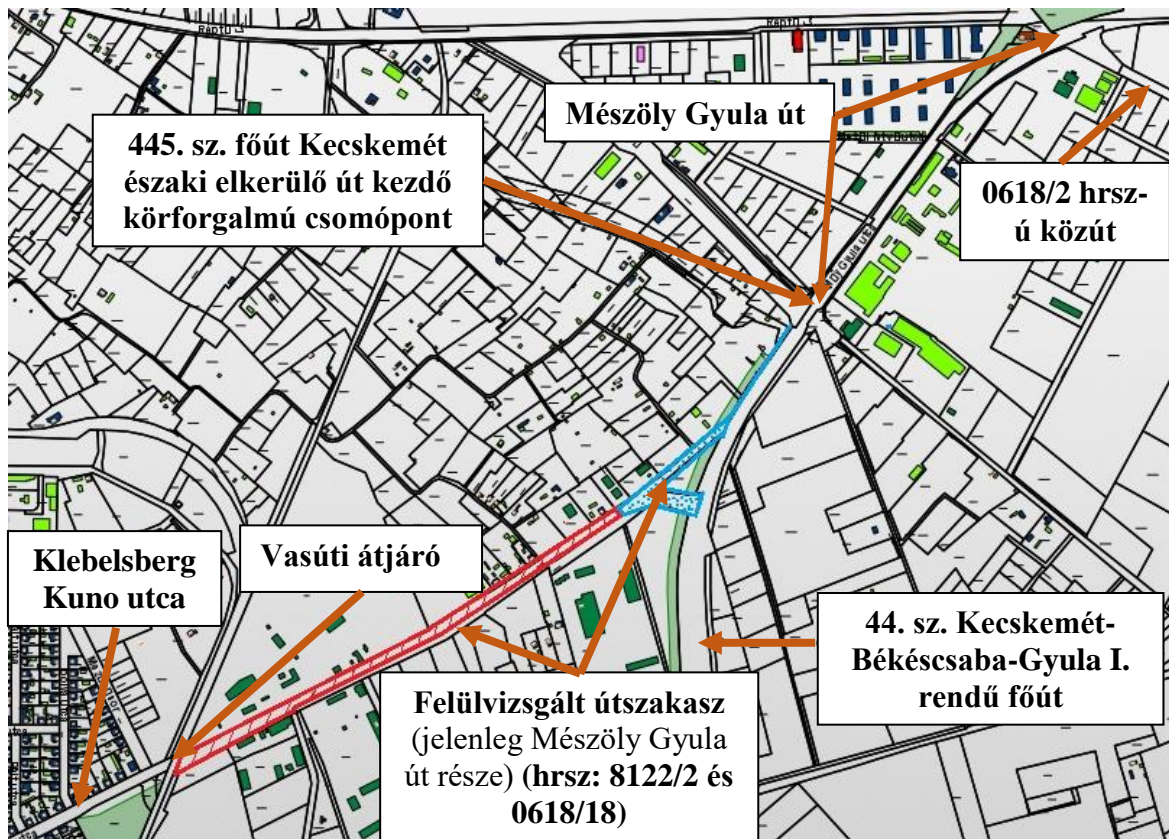 Reptű
Reptű
Mészöly Gyula út
445. sz. főút Kecskemét
északi elkerülő út kezdő
körforgalmú csomópont
0618/2 hrsz-
ú közút
Klebelsberg
Kuno utca
Vasúti átjáró
44. sz. Kecskemét-
Békéscsaba-Gyula I.
rendű főút
Felülvizsgált útszakasz
(jelenleg Mészöly Gyula
út része) (hrsz: 8122/2 és
0618/18)